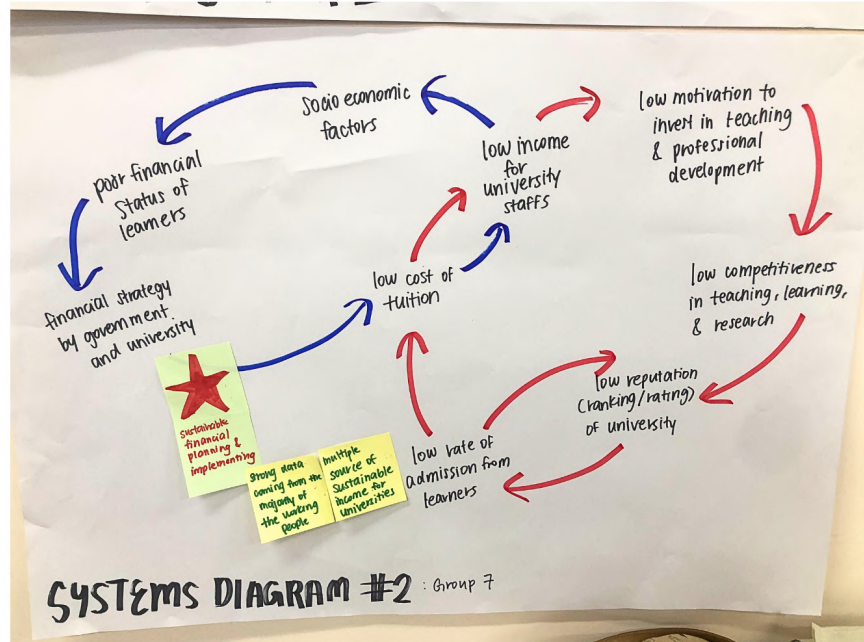 socio economic
factors
poor financial
status of
learners
financial strategy
by government.
and university
low income
for
university
staffs
low motivation to
invest in teaching
& professional
development
low cost of
tuition
low competitiveness
in teaching, learning,
& research
low reputation
(ranking/rating)
of university
low rate of
admission from
learners
sustainable
financial
planning &
implementing
strong data
coming from the
majority of
the working
people
multiple
source of
sustainable
income for
universities
SYSTEMS DIAGRAM #2 : Group 7